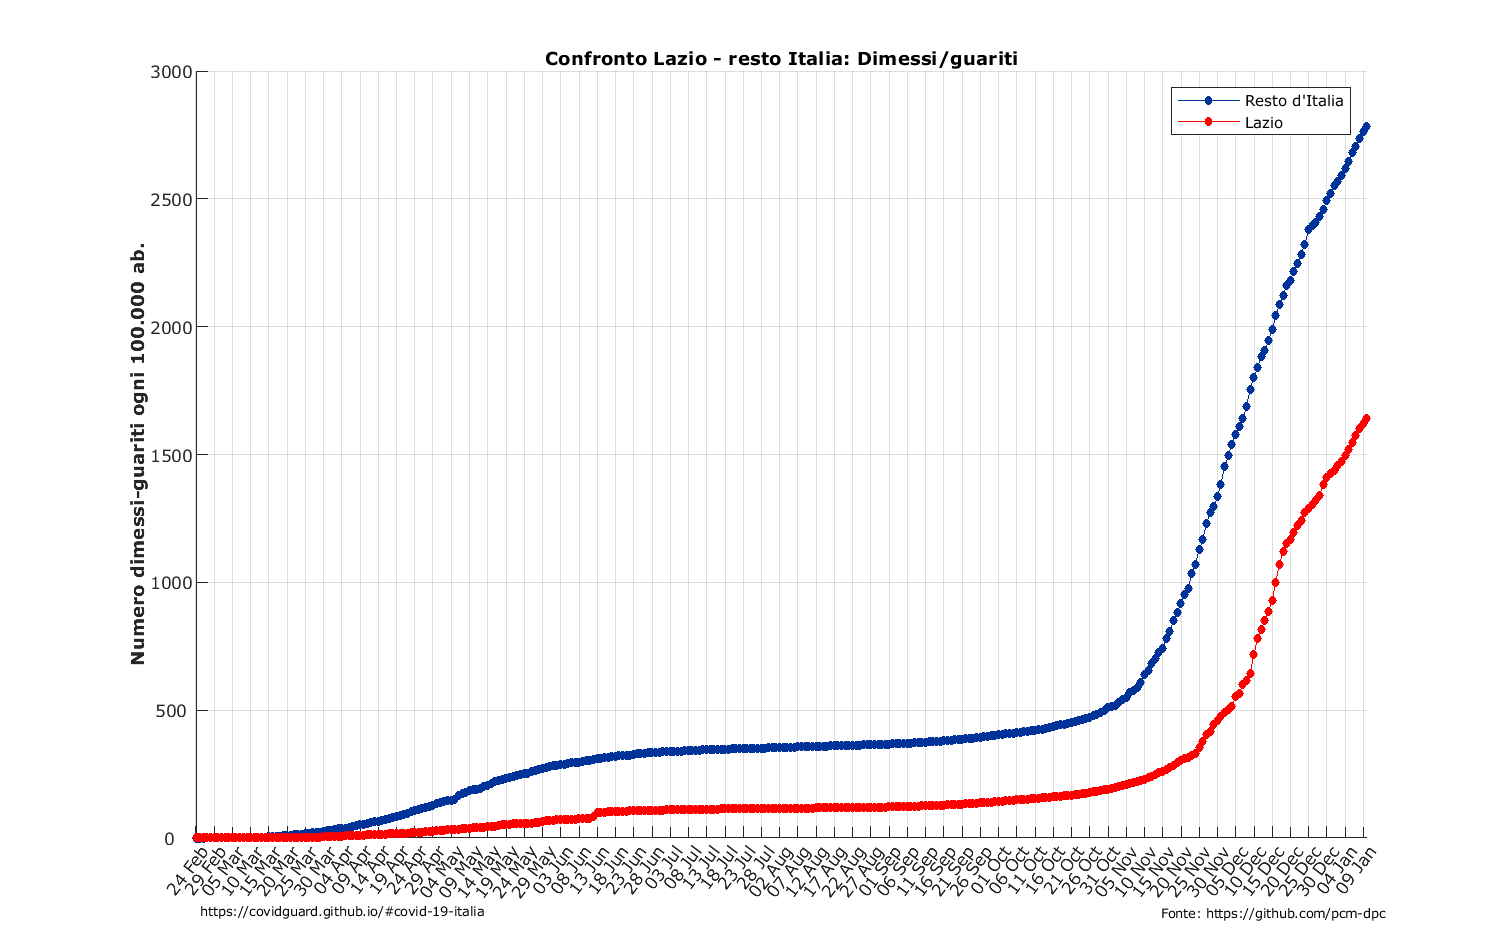 Confronto Lazio - resto Italia: Dimessi/guariti
Resto d'Italia
Lazio
Numero dimessi-guariti ogni 100.000 ab.
3000
2500
2000
1500
1000
500
0
24 Feb
29 Feb
05 Mar
10 Mar
15 Mar
20 Mar
25 Mar
30 Mar
04 Apr
09 Apr
14 Apr
19 Apr
24 Apr
29 Apr
04 May
09 May
14 May
19 May
24 May
29 May
03 Jun
08 Jun
13 Jun
18 Jun
23 Jun
28 Jun
03 Jul
08 Jul
13 Jul
18 Jul
23 Jul
28 Jul
02 Aug
07 Aug
12 Aug
17 Aug
22 Aug
27 Aug
01 Sep
06 Sep
11 Sep
16 Sep
21 Sep
26 Sep
01 Oct
06 Oct
11 Oct
16 Oct
21 Oct
26 Oct
31 Oct
05 Nov
10 Nov
15 Nov
20 Nov
25 Nov
30 Nov
05 Dec
10 Dec
15 Dec
20 Dec
25 Dec
30 Dec
04 Jan
09 Jan
https://covidguard.github.io/#covid-19-italia
Fonte: https://github.com/pcm-dpc